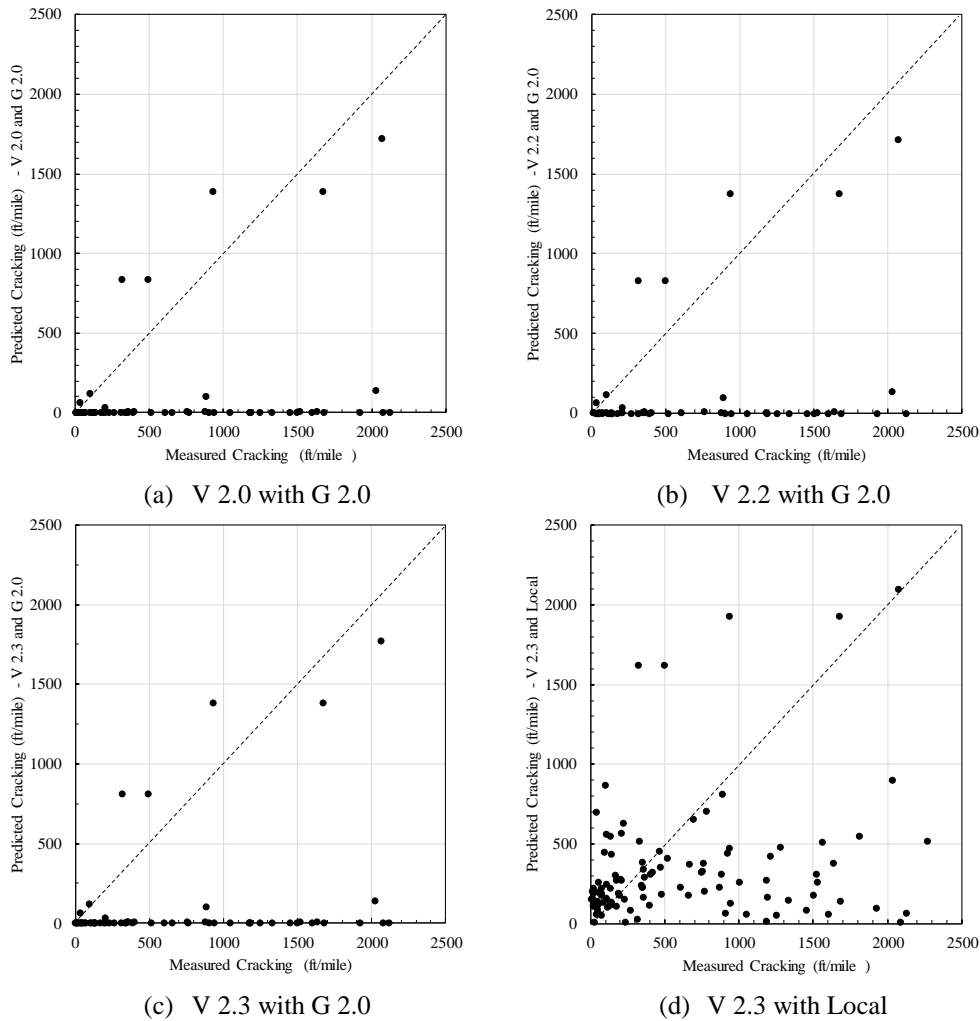 2500
2000
1500
1000
500
0
0 500 1000 1500 2000 2500
Predicted Cracking (ft/mile) - V 2.0 and G 2.0
Measured Cracking (ft/mile )
(a) V 2.0 with G 2.0
2500
2000
1500
1000
500
0
0 500 1000 1500 2000 2500
Predicted Cracking (ft/mile) - V 2.2 and G 2.0
Measured Cracking (ft/mile)
(b) V 2.2 with G 2.0
2500
2000
1500
1000
500
0
0 500 1000 1500 2000 2500
Predicted Cracking (ft/mile) - V 2.3 and G 2.0
Measured Cracking (ft/mile)
(c) V 2.3 with G 2.0
2500
2000
1500
1000
500
0
0 500 1000 1500 2000 2500
Predicted Cracking (ft/mile) - V 2.3 and Local
Measured Cracking (ft/mile )
(d) V 2.3 with Local